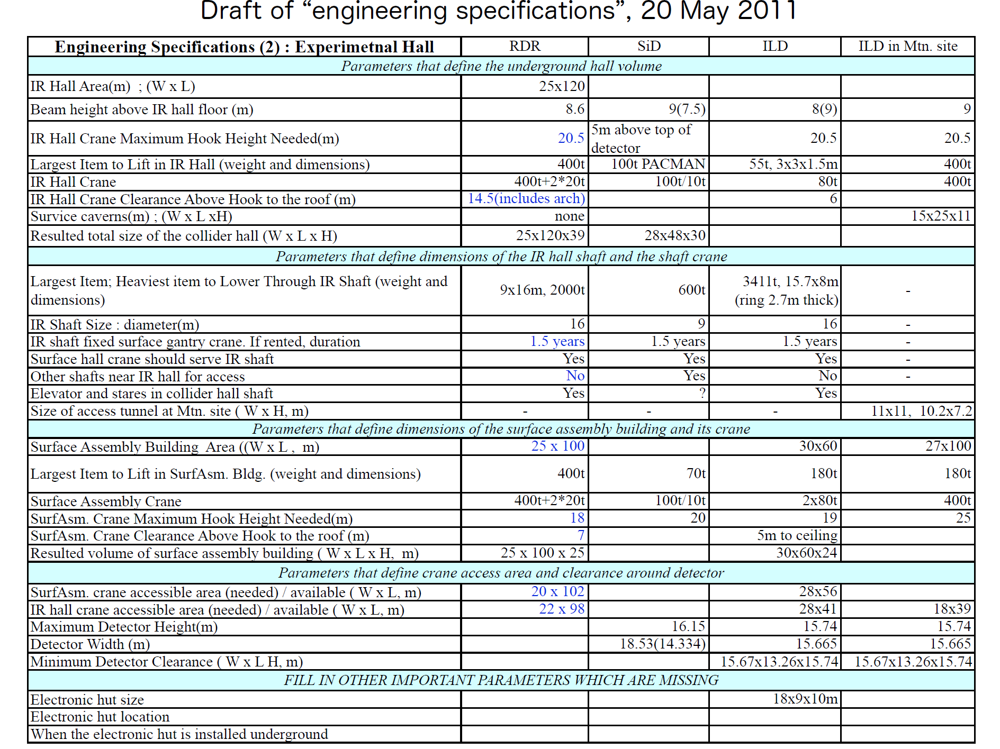 Draft of “engineering specifications”, 20 May 2011
Engineering Specifications (2) : Experimetnal Hall RDR SiD ILD ILD in Mtn. site
Parameters that define the underground hall volume
IR Hall Area(m) ; (W x L) 25x120
Beam height above IR hall floor (m) 8.6 9(7.5) 8(9) 9
IR Hall Crane Maximum Hook Height Needed(m) 20.5 5m above top of detector 20.5 20.5
Largest Item to Lift in IR Hall (weight and dimensions) 400t 100t PACMAN 55t, 3x3x1.5m 400t
IR Hall Crane 400t+2*20t 100t/10t 80t 400t
IR Hall Crane Clearance Above Hook to the roof (m) 14.5(includes arch) 6
Survice caverns(m) ; (W x L xH) none 15x25x11
Resulted total size of the collider hall (W x L x H) 25x120x39 28x48x30
Parameters that define dimensions of the IR hall shaft and the shaft crane
Largest Item; Heaviest item to Lower Through IR Shaft (weight and dimensions) 9x16m, 2000t 600t 3411t, 15.7x8m (ring 2.7m thick) -
IR Shaft Size : diameter(m) 16 9 16 -
IR shaft fixed surface gantry crane. If rented, duration 1.5 years 1.5 years 1.5 years -
Surface hall crane should serve IR shaft Yes Yes Yes -
Other shafts near IR hall for access No Yes No -
Elevator and stares in collider hall shaft Yes ? Yes
Size of access tunnel at Mtn. site ( W x H, m) - - - 11x11, 10.2x7.2
Parameters that define dimensions of the surface assembly building and its crane
Surface Assembly Building Area ((W x L , m) 25 x 100 30x60 27x100
Largest Item to Lift in SurfAsm. Bldg. (weight and dimensions) 400t 70t 180t 180t
Surface Assembly Crane 400t+2*20t 100t/10t 2x80t 400t
SurfAsm. Crane Maximum Hook Height Needed(m) 18 20 19 25
SurfAsm. Crane Clearance Above Hook to the roof (m) 7 5m to ceiling
Resulted volume of surface assembly building ( W x L x H, m) 25 x 100 x 25 30x60x24
Parameters that define crane access area and clearance around detector
SurfAsm. crane accessible area (needed) / available ( W x L, m) 20 x 102 28x56
IR hall crane accessible area (needed) / available ( W x L, m) 22 x 98 28x41 18x39
Maximum Detector Height(m) 16.15 15.74 15.74
Detector Width (m) 18.53(14.334) 15.665 15.665
Minimum Detector Clearance ( W x L H, m) 15.67x13.26x15.74 15.67x13.26x15.74
FILL IN OTHER IMPORTANT PARAMETERS WHICH ARE MISSING
Electronic hut size 18x9x10m
Electronic hut location
When the electronic hut is installed underground